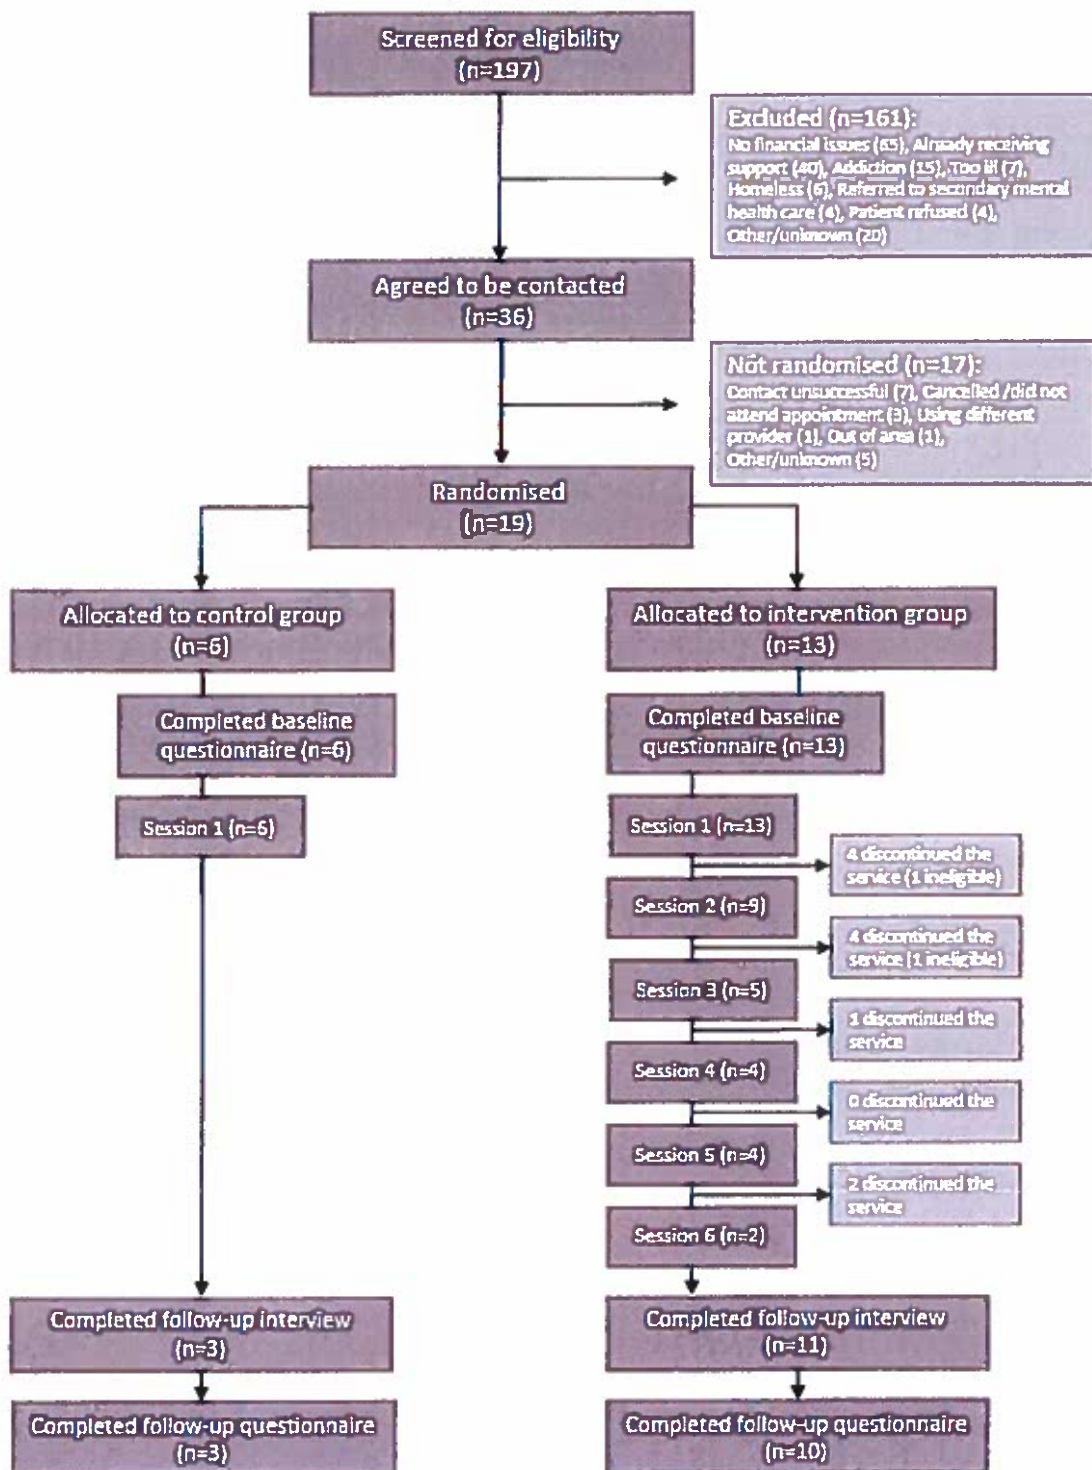 Screened for eligibility
(n=197)
Excluded (n=161):
No financial issues (65), Already receiving
support (40), Addiction (15), Too ill (7),
Homeless (6), Referred to secondary mental
health care (4), Patient refused (4),
Other/unknown (20)
Agreed to be contacted
(n=36)
Not randomised (n=17):
Contact unsuccessful (7), Cancelled /did not
attend appointment (3), Using different
provider (1), Out of area (1),
Other/unknown (5)
Randomised
(n=19)
Allocated to control group
(n=6)
Completed baseline
questionnaire (n=6)
Session 1 (n=6)
Completed follow-up interview
(n=3)
Completed follow-up questionnaire
(n=3)
Allocated to intervention group
(n=13)
Completed baseline
questionnaire (n=13)
Session 1 (n=13)
4 discontinued the
service (1 ineligible)
Session 2 (n=9)
4 discontinued the
service (1 ineligible)
Session 3 (n=5)
1 discontinued the
service
Session 4 (n=4)
0 discontinued the
service
Session 5 (n=4)
2 discontinued the
service
Session 6 (n=2)
Completed follow-up interview
(n=11)
Completed follow-up questionnaire
(n=10)